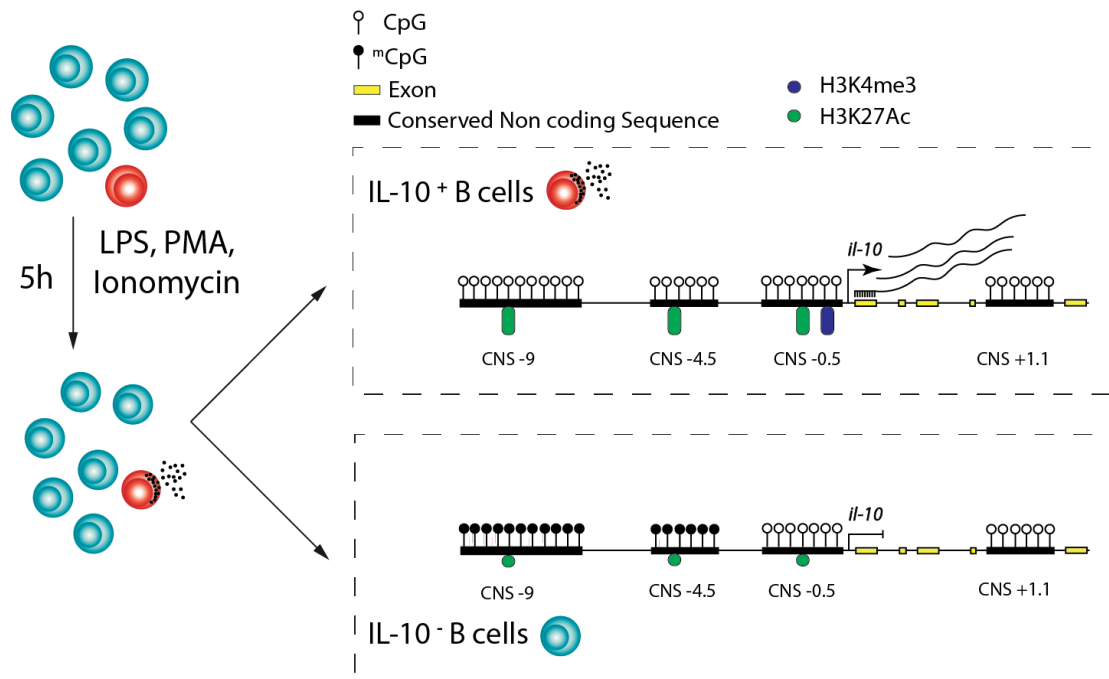 CpG
mCpG
Exon
Conserved Non coding Sequence
H3K4me3
H3K27Ac
LPS, PMA,
Ionomycin
5h
IL-10 + B cells
il-10
CNS -9
CNS -4.5
CNS -0.5
CNS +1.1
il-10
CNS -9
CNS -4.5
CNS -0.5
CNS +1.1
IL-10 - B cells